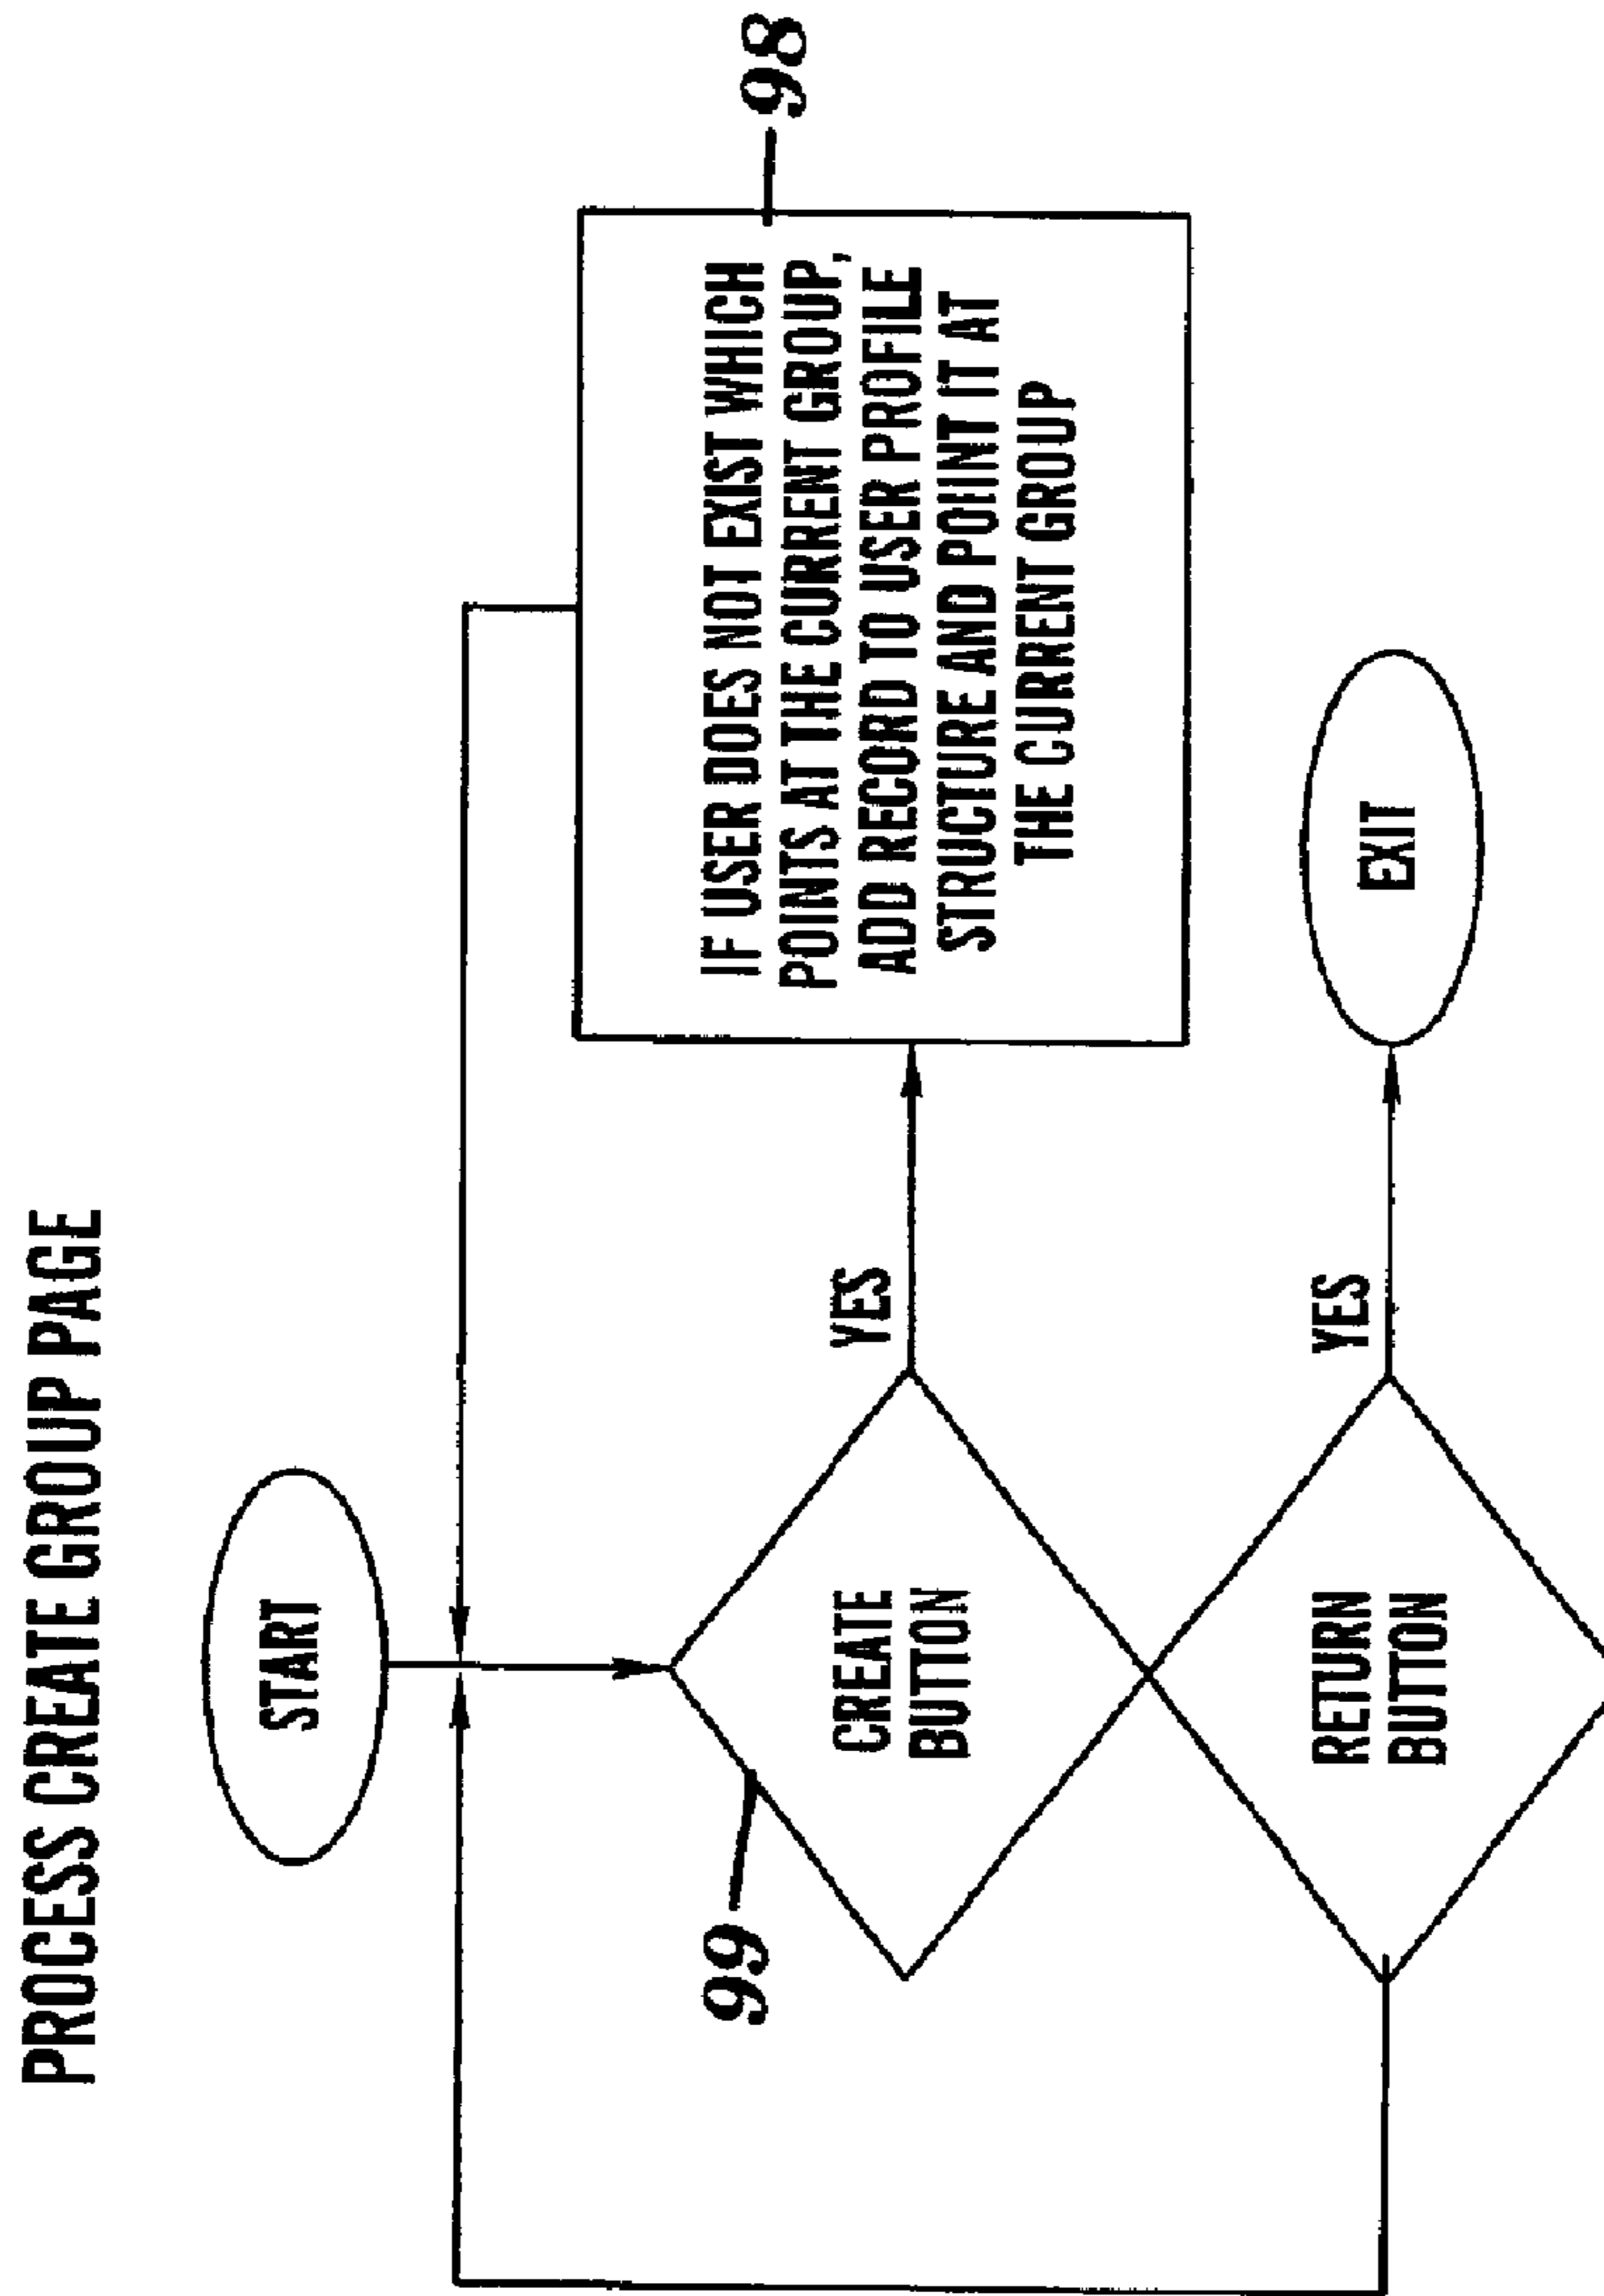 PROCESS CREATE GROUP PAGE
START
99
CREATE
BUTTON
YES
IF USER DOES NOT EXIST WHICH
POINTS AT THE CURRENT GROUP,
ADD RECORD TO USER PROFILE
STRUCTURE AND POINT IT AT
THE CURRENT GROUP
98
RETURN
BUTTON
YES
EXIT